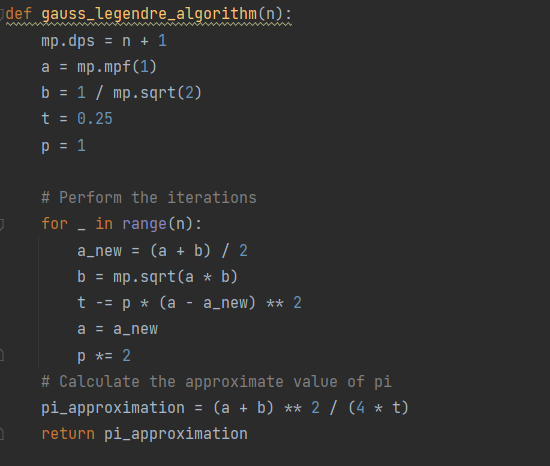 def gauss_legendre_algorithm(n):
    mp.dps = n + 1
    a = mp.mpf(1)
    b = 1 / mp.sqrt(2)
    t = 0.25
    p = 1

    # Perform the iterations
    for _ in range(n):
        a_new = (a + b) / 2
        b = mp.sqrt(a * b)
        t -= p * (a - a_new) ** 2
        a = a_new
        p *= 2
    # Calculate the approximate value of pi
    pi_approximation = (a + b) ** 2 / (4 * t)
    return pi_approximation